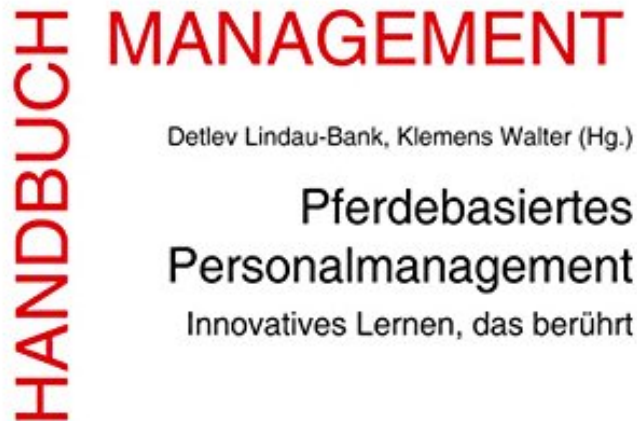 HANDBUCH
MANAGEMENT
Detlev Lindau-Bank, Klemens Walter (Hg.)
Pferdebasiertes
Personalmanagement
Innovatives Lernen, das berührt